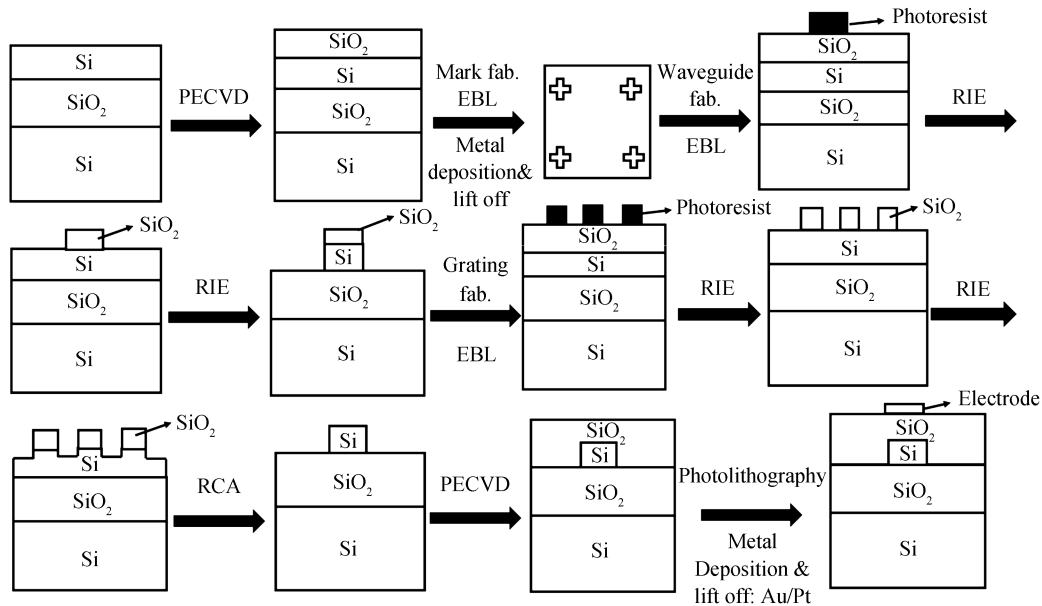 Si
SiO2
Si
PECVD
SiO2
Si
SiO2
Si
Mark fab.
EBL
Metal
deposition&
lift off
Waveguide
fab.
EBL
Photoresist
SiO2
Si
SiO2
Si
RIE
SiO2
Si
SiO2
Si
RIE
SiO2
Si
SiO2
Si
Grating
fab.
EBL
Photoresist
SiO2
Si
SiO2
Si
RIE
SiO2
Si
SiO2
Si
RIE
SiO2
Si
SiO2
Si
RCA
Si
SiO2
Si
PECVD
SiO2
Si
SiO2
Si
Photolithography
Metal
Deposition &
lift off: Au/Pt
Electrode
SiO2
Si
SiO2
Si